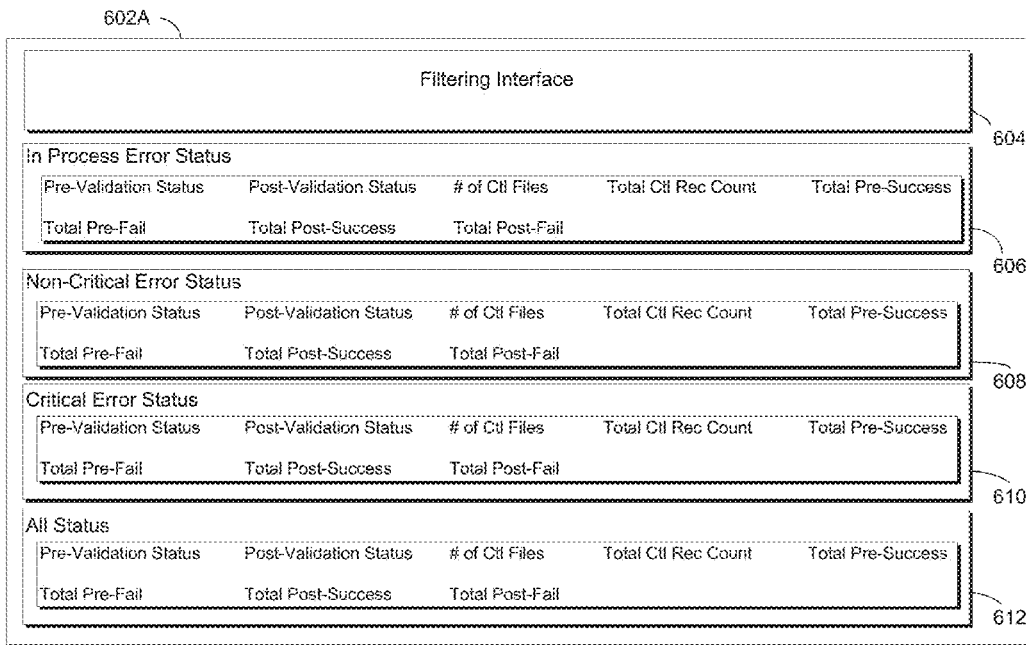 602A
Filtering Interface
604
In Process Error Status
Pre-Validation Status Post-Validation Status # of Ctl Files Total Ctl Rec Count Total Pre-Success
Total Pre-Fail Total Post-Success Total Post-Fail
606
Non-Critical Error Status
Pre-Validation Status Post-Validation Status # of Ctl Files Total Ctl Rec Count Total Pre-Success
Total Pre-Fail Total Post-Success Total Post-Fail
608
Critical Error Status
Pre-Validation Status Post-Validation Status # of Ctl Files Total Ctl Rec Count Total Pre-Success
Total Pre-Fail Total Post-Success Total Post-Fail
610
All Status
Pre-Validation Status Post-Validation Status # of Ctl Files Total Ctl Rec Count Total Pre-Success
Total Pre-Fail Total Post-Success Total Post-Fail
612